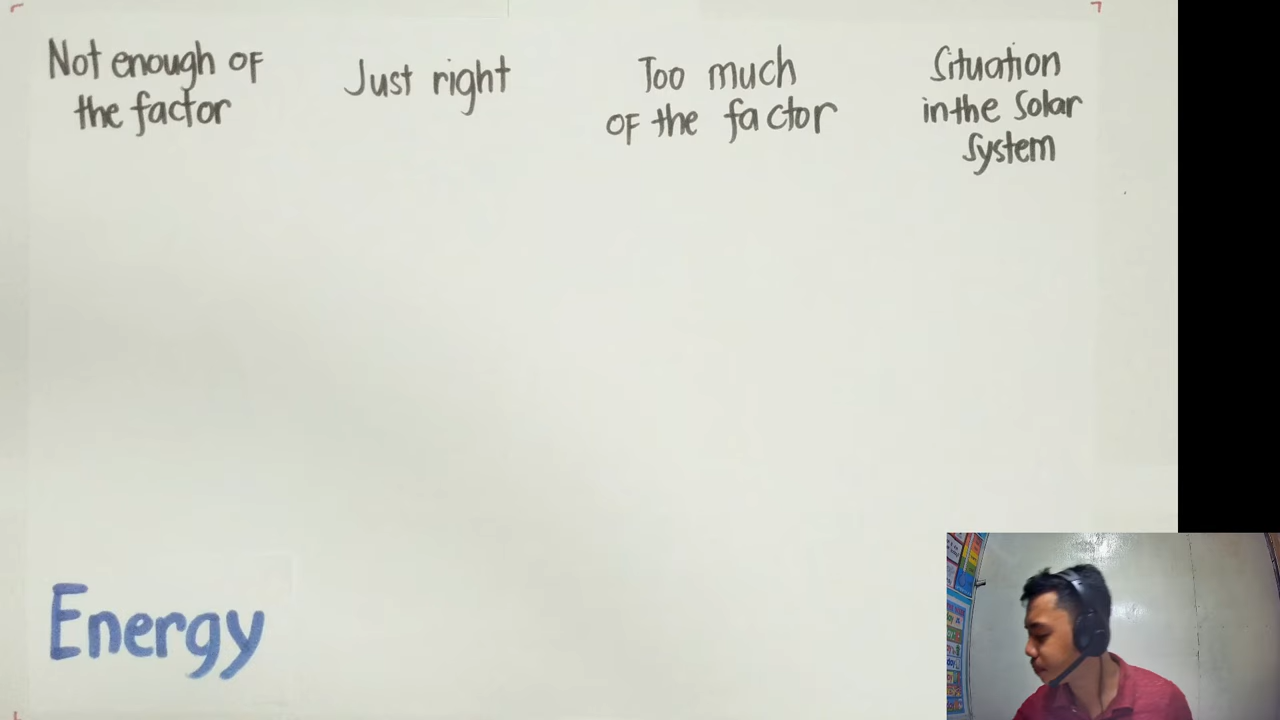 Not enough of
the factor
Just right
Too much
of the factor
Situation
in the Solar
System
Energy